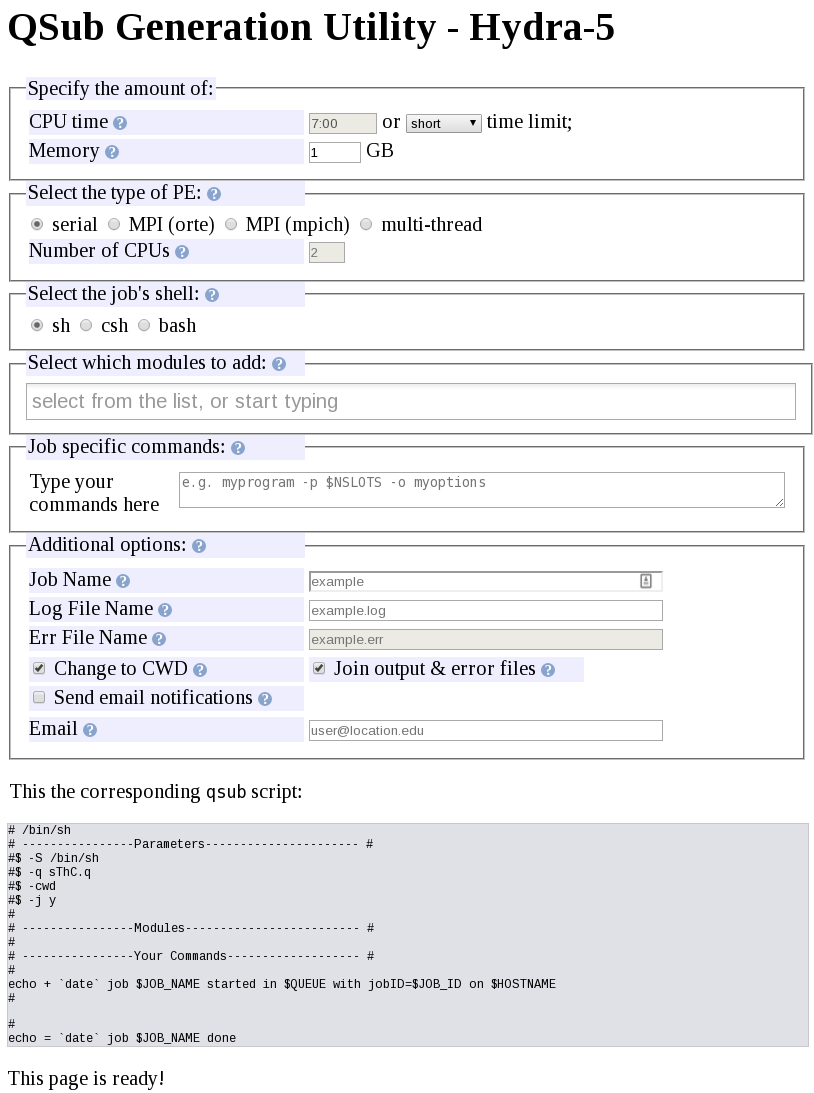 QSub Generation Utility - Hydra-5
Specify the amount of:
CPU time ? 7:00 or short time limit;
Memory ? 1 GB
Select the type of PE: ?
serial MPI (orte) MPI (mpich) multi-thread
Number of CPUs ? 2
Select the job's shell: ?
sh csh bash
Select which modules to add: ?
select from the list, or start typing
Job specific commands: ?
Type your
commands here
e.g. myprogram -p $NSLOTS -o myoptions
Additional options: ?
Job Name ? example
Log File Name ? example.log
Err File Name ? example.err
Change to CWD ? Join output & error files ?
Send email notifications ?
Email ? user@location.edu
This the corresponding qsub script:
# /bin/sh
# ----------------Parameters---------------------- #
#$ -S /bin/sh
#$ -q sThC.q
#$ -cwd
#$ -j y
#
# ----------------Modules------------------------- #
#
# ----------------Your Commands------------------- #
#
echo + `date` job $JOB_NAME started in $QUEUE with jobID=$JOB_ID on $HOSTNAME
#
#
echo = `date` job $JOB_NAME done
This page is ready!